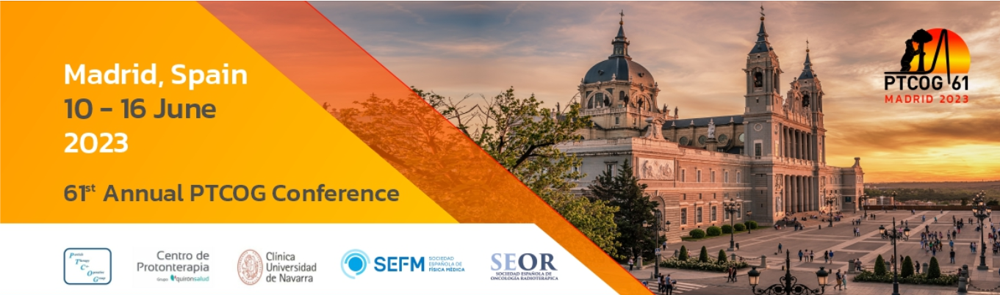 Madrid, Spain
10 - 16 June
2023
61st Annual PTCOG Conference
PTCOG 61
MADRID 2023
Particle
Therapy
Co-
Operative
Group
Centro de
Protonterapia
Grupo quirónsalud
Clínica
Universidad
de Navarra
SEFM
SOCIEDAD
ESPAÑOLA DE
FÍSICA MÉDICA
SEOR
SOCIEDAD ESPAÑOLA DE
ONCOLOGÍA RADIOTERÁPICA